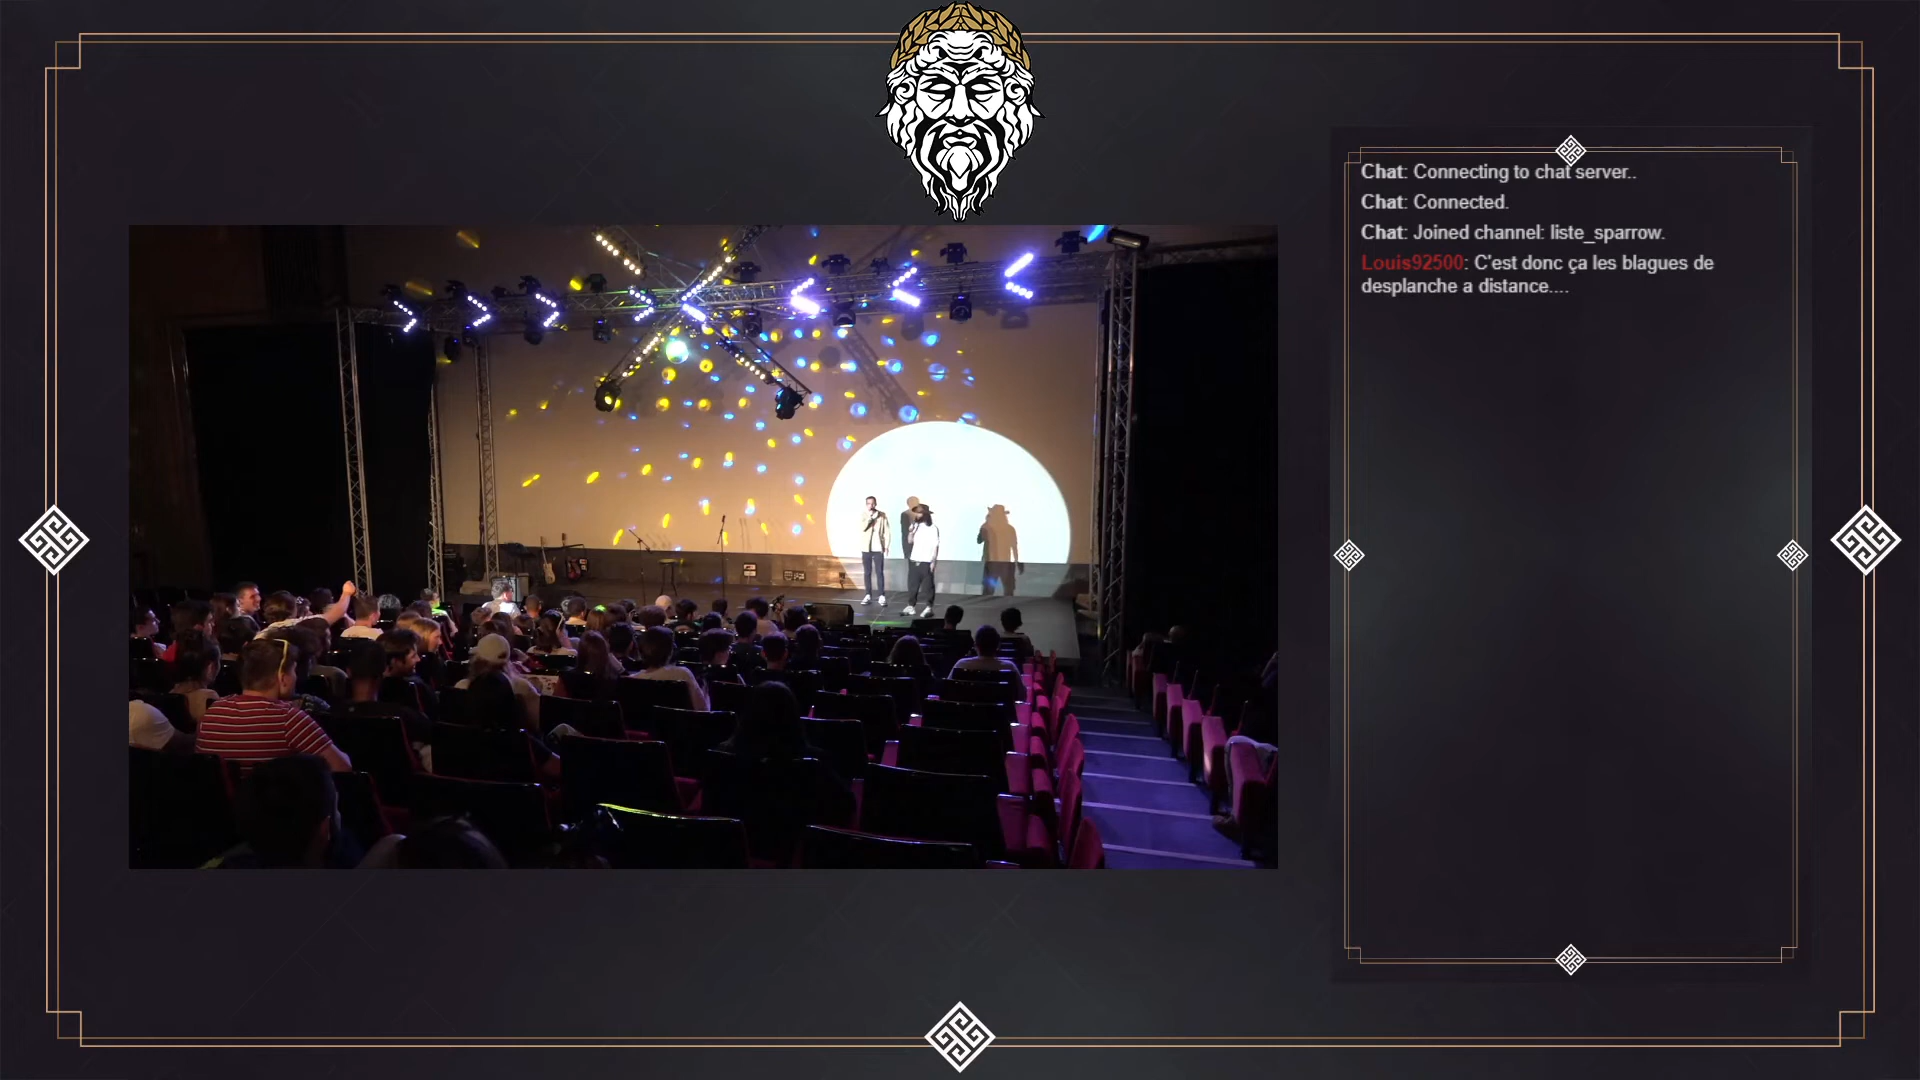 Chat: Connecting to chat server..
Chat: Connected.
Chat: Joined channel: liste_sparrow.
Louis92500: C'est donc ça les blagues de
desplanche a distance....